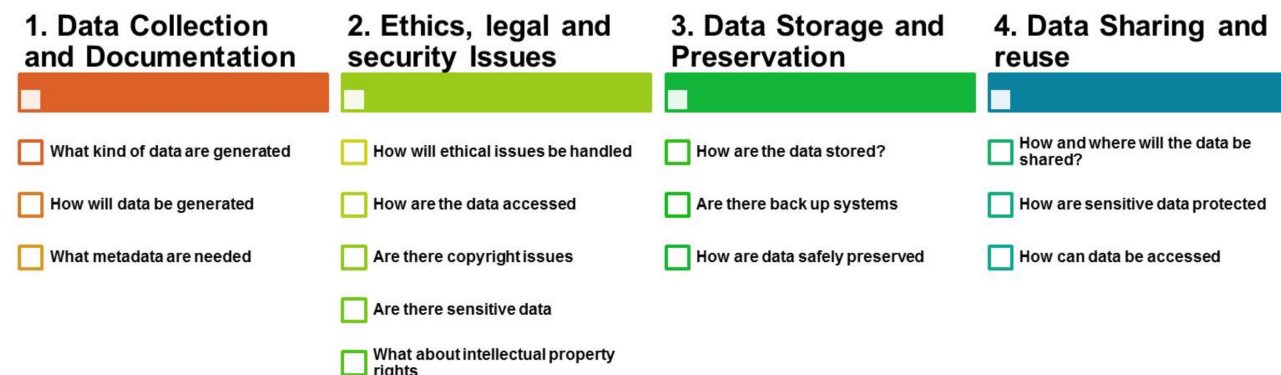 1. Data Collection
and Documentation
What kind of data are generated
How will data be generated
What metadata are needed
2. Ethics, legal and
security Issues
How will ethical issues be handled
How are the data accessed
Are there copyright issues
Are there sensitive data
What about intellectual property
rights
3. Data Storage and
Preservation
How are the data stored?
Are there back up systems
How are data safely preserved
4. Data Sharing and
reuse
How and where will the data be
shared?
How are sensitive data protected
How can data be accessed